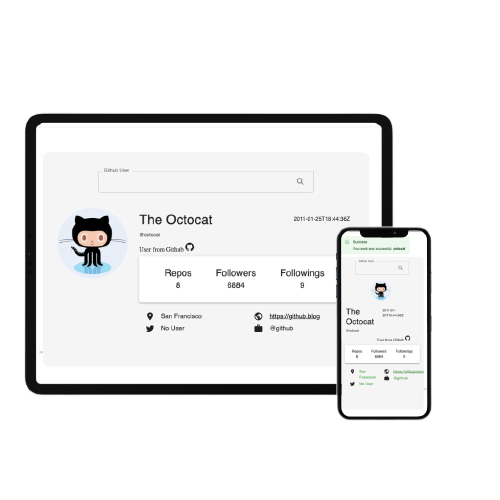 Github User
The Octocat
2011-01-25T18:44:36Z
@octocat
User from Github
Repos Followers Followings
8 6684 9
San Francisco
https://github.blog
No User
@github
Success
Your seek was successful: octocat
Github User
The
Octocat
2011-01-
25T18:44:36Z
@octocat
User from Github
Repos Followers Followings
8 6684 9
San
Francisco
https://github.blog
No User
@github